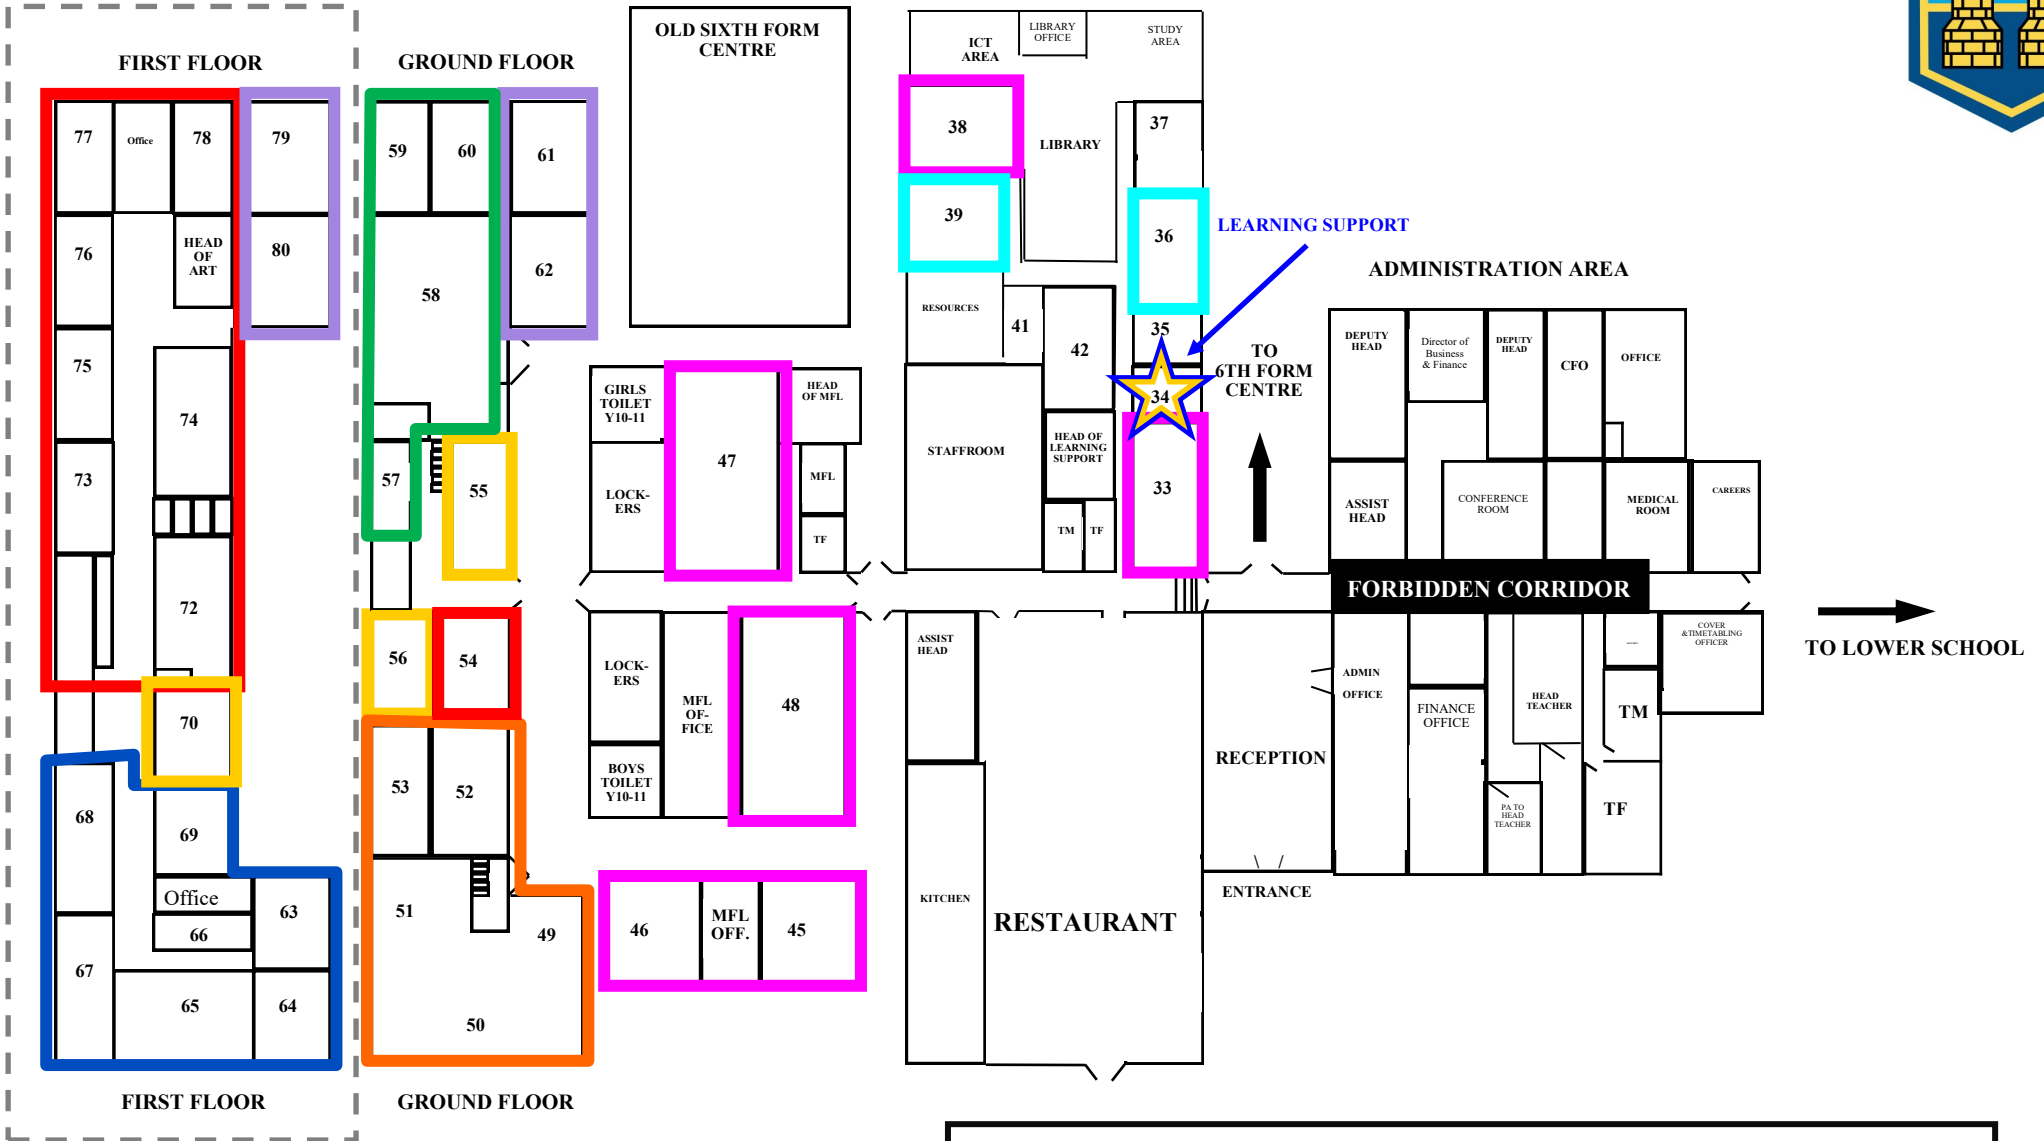 FIRST FLOOR
77
Office
78
79
76
HEAD
OF
ART
80
75
74
73
72
70
68
69
Office
63
66
67
65
64
FIRST FLOOR
GROUND FLOOR
59
60
61
58
62
57
55
56
54
53
52
51
49
50
GROUND FLOOR
OLD SIXTH FORM
CENTRE
GIRLS
TOILET
Y10-11
47
HEAD
OF MFL
LOCK-
ERS
MFL
TF
LOCK-
ERS
MFL
OF-
FICE
48
BOYS
TOILET
Y10-11
46
MFL
OFF.
45
ICT
AREA
LIBRARY
OFFICE
STUDY
AREA
38
LIBRARY
37
39
36
LEARNING SUPPORT
RESOURCES
41
42
35
34
TO
6TH FORM
CENTRE
STAFFROOM
HEAD OF
LEARNING
SUPPORT
33
TM
TF
ASSIST
HEAD
KITCHEN
RESTAURANT
RECEPTION
ENTRANCE
ADMINISTRATION AREA
DEPUTY
HEAD
Director of
Business
& Finance
DEPUTY
HEAD
CFO
OFFICE
ASSIST
HEAD
CONFERENCE
ROOM
MEDICAL
ROOM
CAREERS
FORBIDDEN CORRIDOR
ADMIN
OFFICE
FINANCE
OFFICE
HEAD
TEACHER
PA TO
HEAD
TEACHER
TM
TF
COVER
&TIMETABLING
OFFICER
TO LOWER SCHOOL